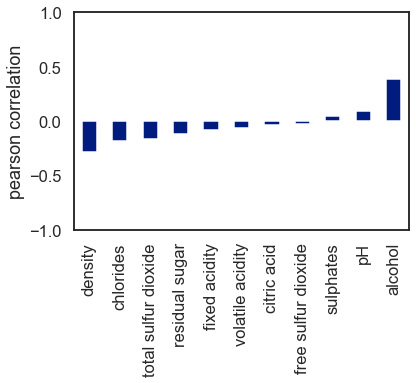 pearson correlation
1.0
0.5
0.0
−0.5
−1.0
density
chlorides
total sulfur dioxide
residual sugar
fixed acidity
volatile acidity
citric acid
free sulfur dioxide
sulphates
pH
alcohol